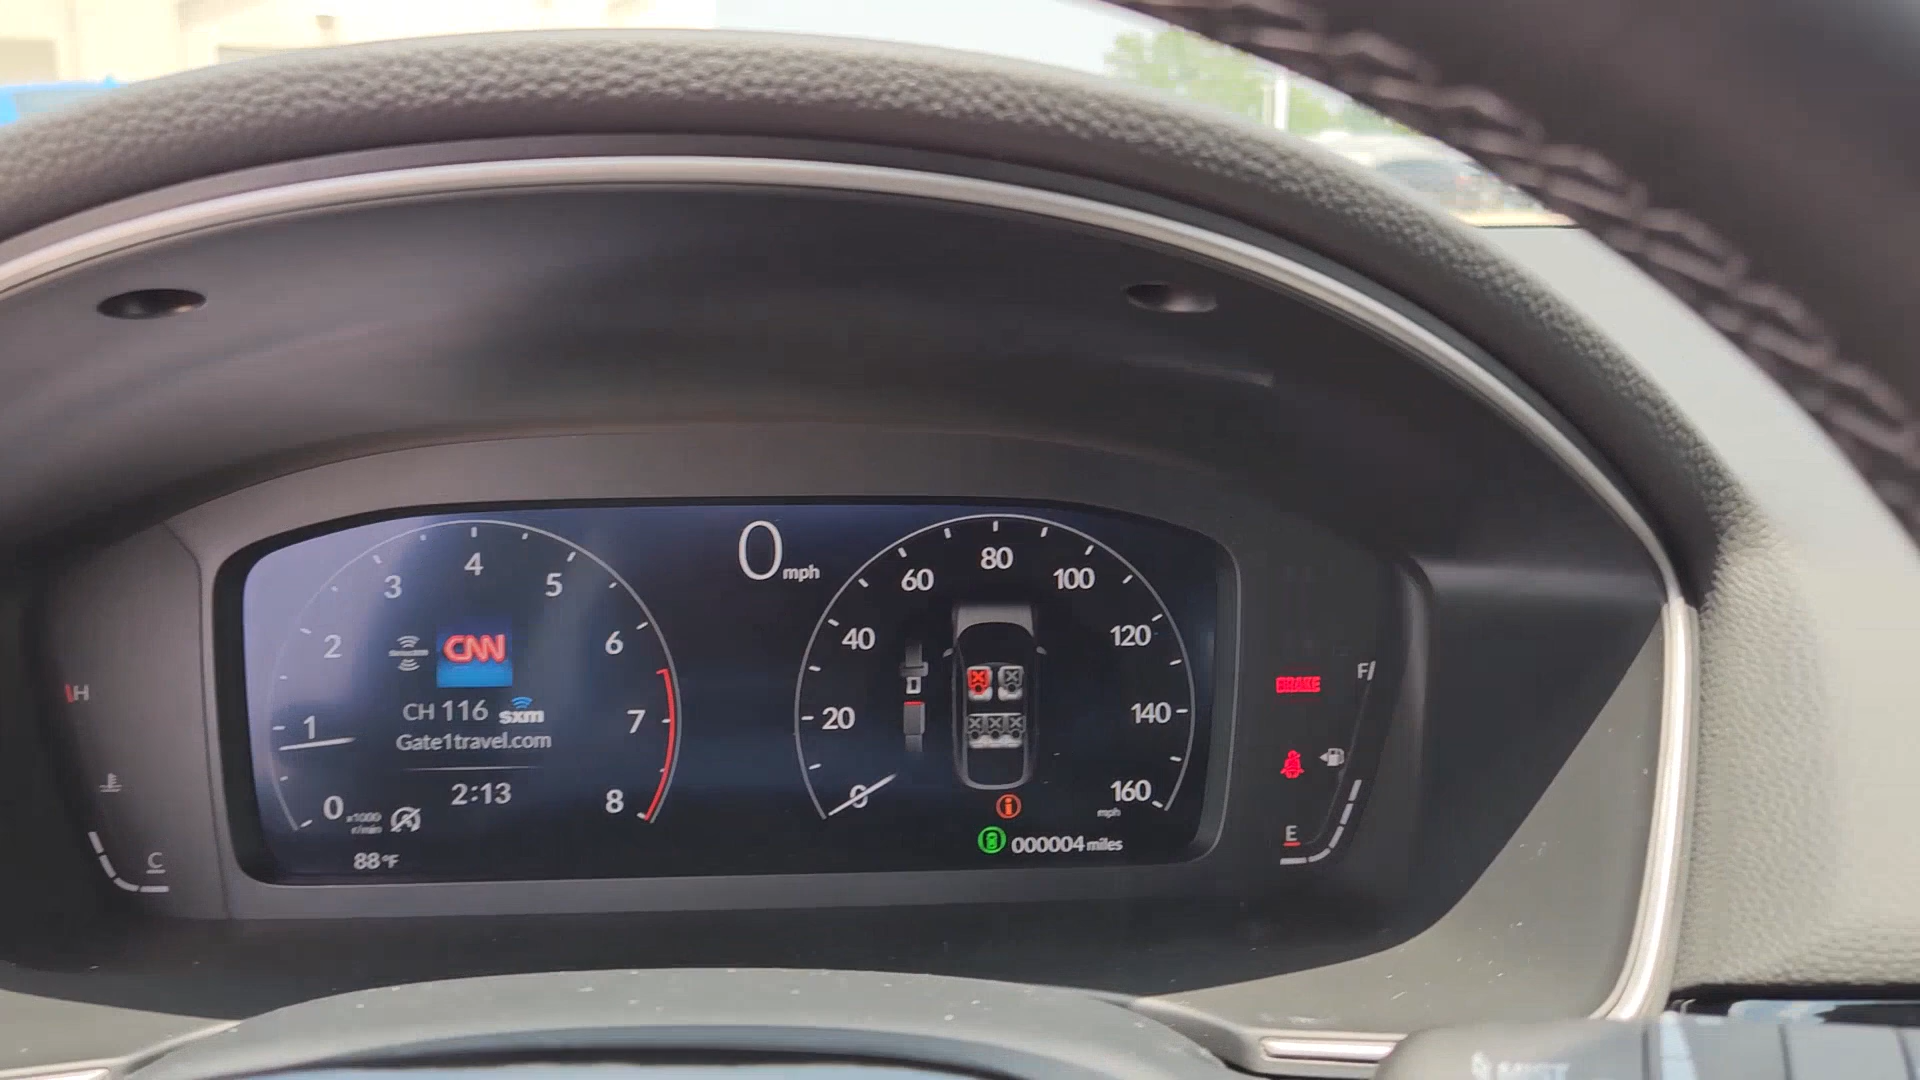 0 mph
0 1 2 3 4 5 6 7 8
x1000
r/min
CNN
CH 116 sxm
Gate1travel.com
2:13
88°F
0 20 40 60 80 100 120 140 160
mph
000004 miles
H
C
BRAKE
F
E